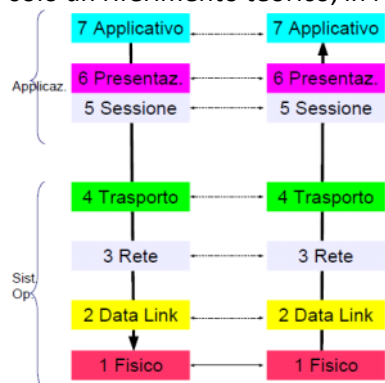 solo un riferimento teorico, in
7 Applicativo 7 Applicativo
6 Presentaz. 6 Presentaz.
Applicaz.
5 Sessione 5 Sessione
4 Trasporto 4 Trasporto
3 Rete 3 Rete
Sist.
Op.
2 Data Link 2 Data Link
1 Fisico 1 Fisico